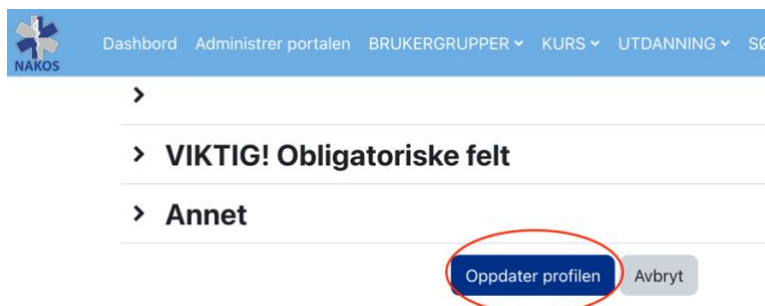 NAKOS
Dashbord Administrer portalen BRUKERGRUPPER KURS UTDANNING
VIKTIG! Obligatoriske felt
Annet
Oppdater profilen Avbryt